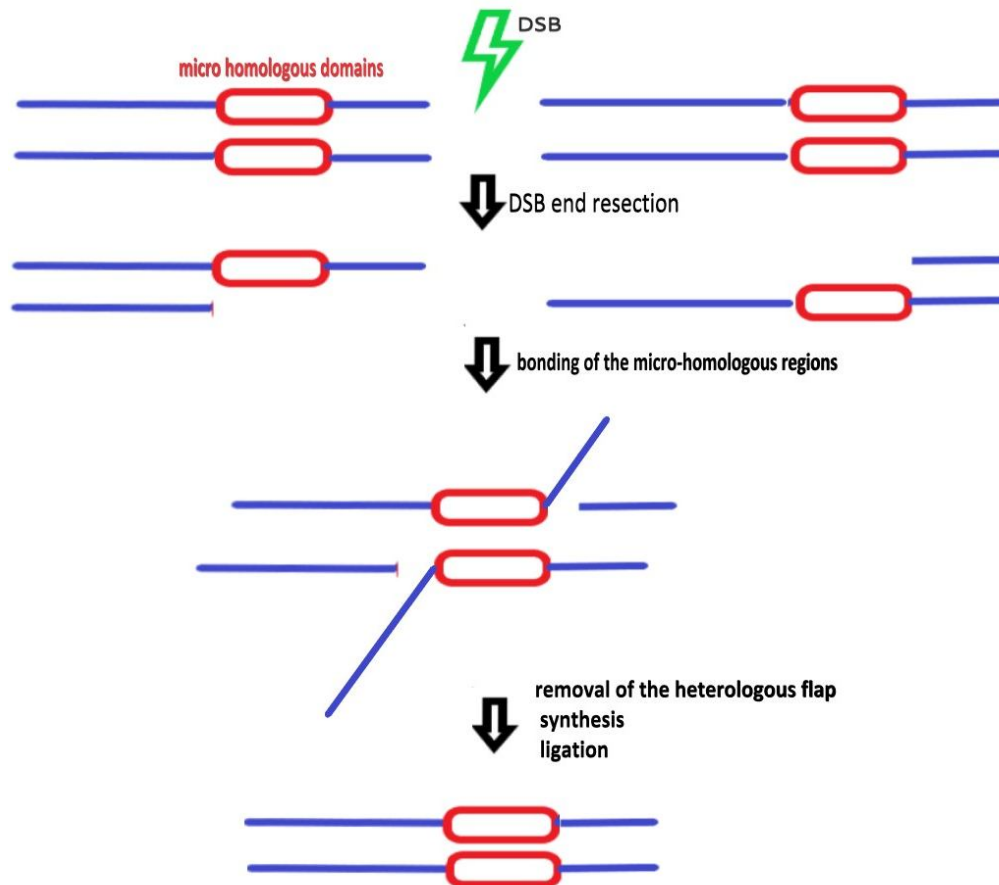 DSB
micro homologous domains
DSB end resection
bonding of the micro-homologous regions
removal of the heterologous flap
synthesis
ligation